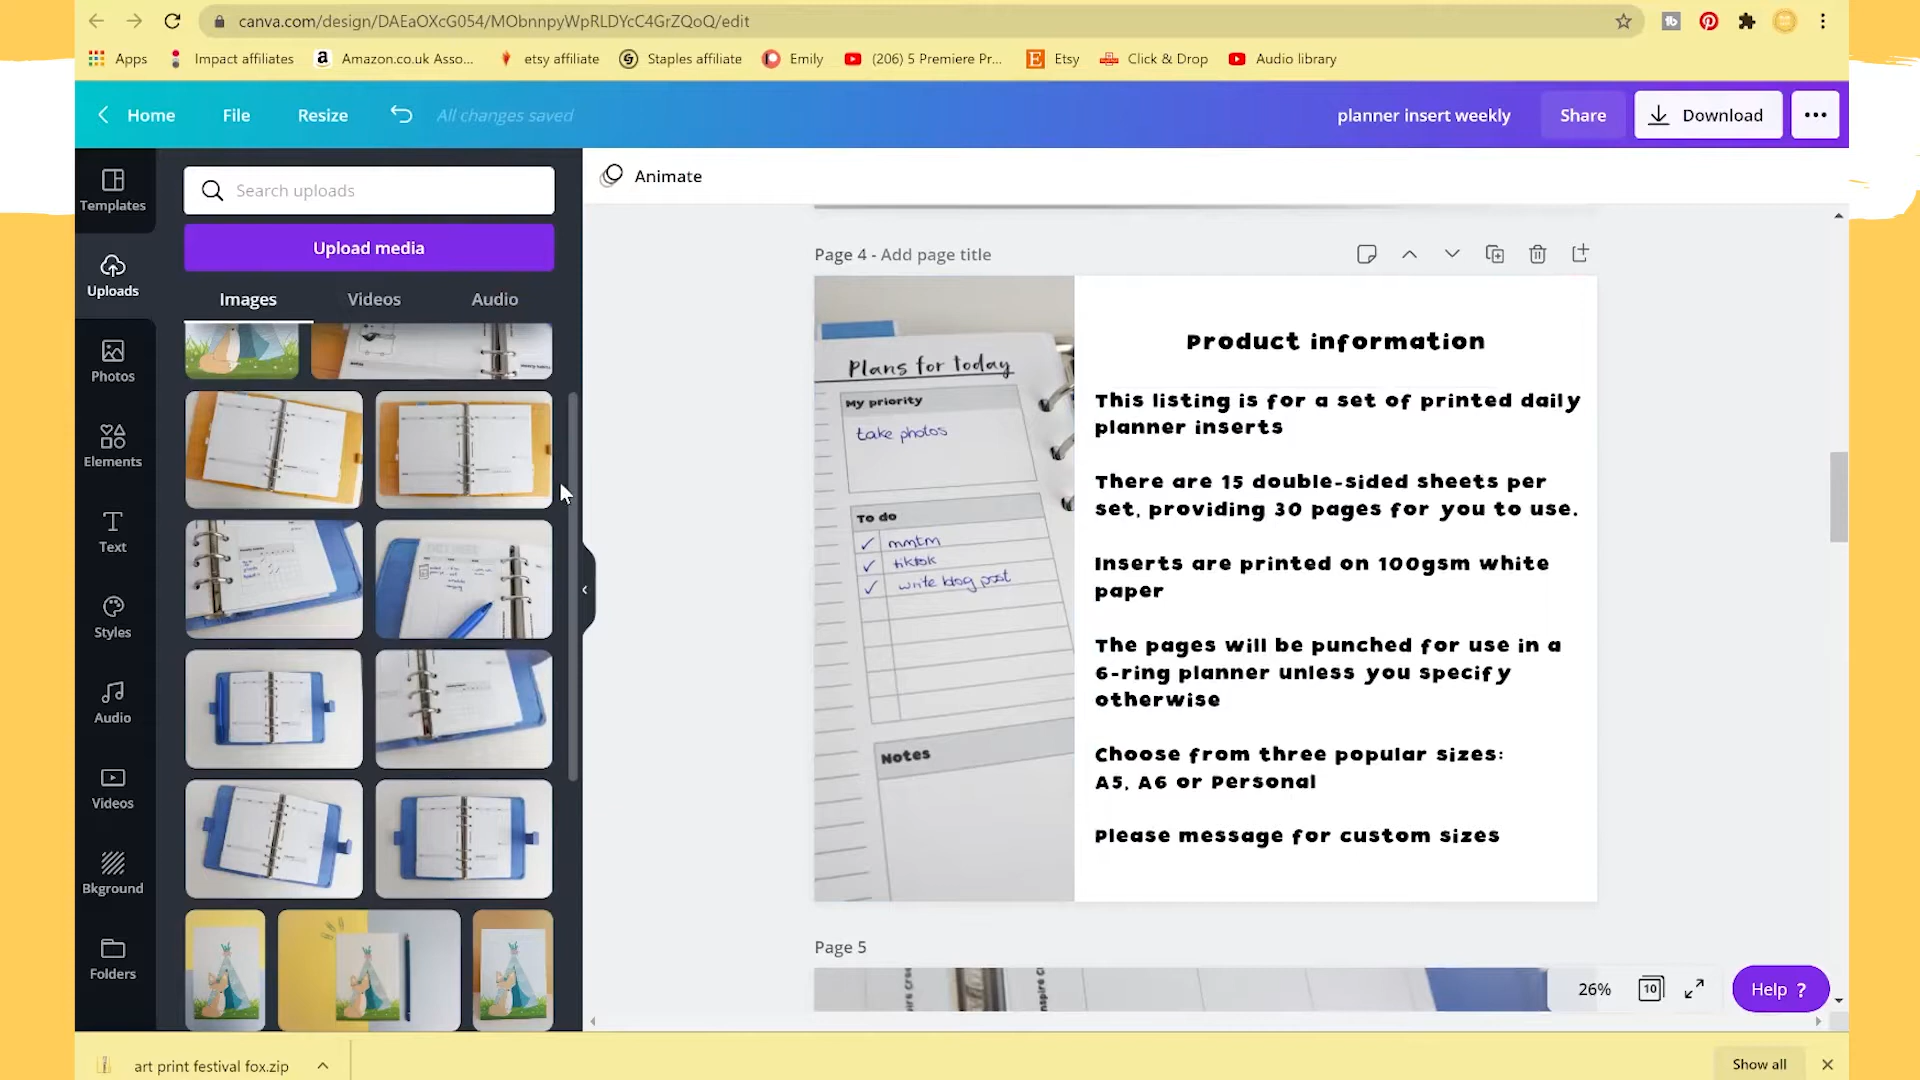 canva.com/design/DAEaOXcG054/MObnnpyWpRLDYcC4GrZQoQ/edit
Apps
Impact affiliates
Amazon.co.uk Asso...
etsy affiliate
Staples affiliate
Emily
(206) 5 Premiere Pr...
Etsy
Click & Drop
Audio library
Home
File
Resize
All changes saved
planner insert weekly
Share
Download
Templates
Uploads
Photos
Elements
Text
Styles
Audio
Videos
Bkground
Folders
Search uploads
Upload media
Images
Videos
Audio
Animate
Page 4 - Add page title
Plans for today
My priority
take photos
To do
mmtm
tiktok
write blog post
Notes
Product information
This listing is for a set of printed daily
planner inserts
There are 15 double-sided sheets per
set, providing 30 pages for you to use.
Inserts are printed on 100gsm white
paper
The pages will be punched for use in a
6-ring planner unless you specify
otherwise
Choose from three popular sizes:
A5, A6 or Personal
Please message for custom sizes
Page 5
26%
10
Help ?
art print festival fox.zip
Show all